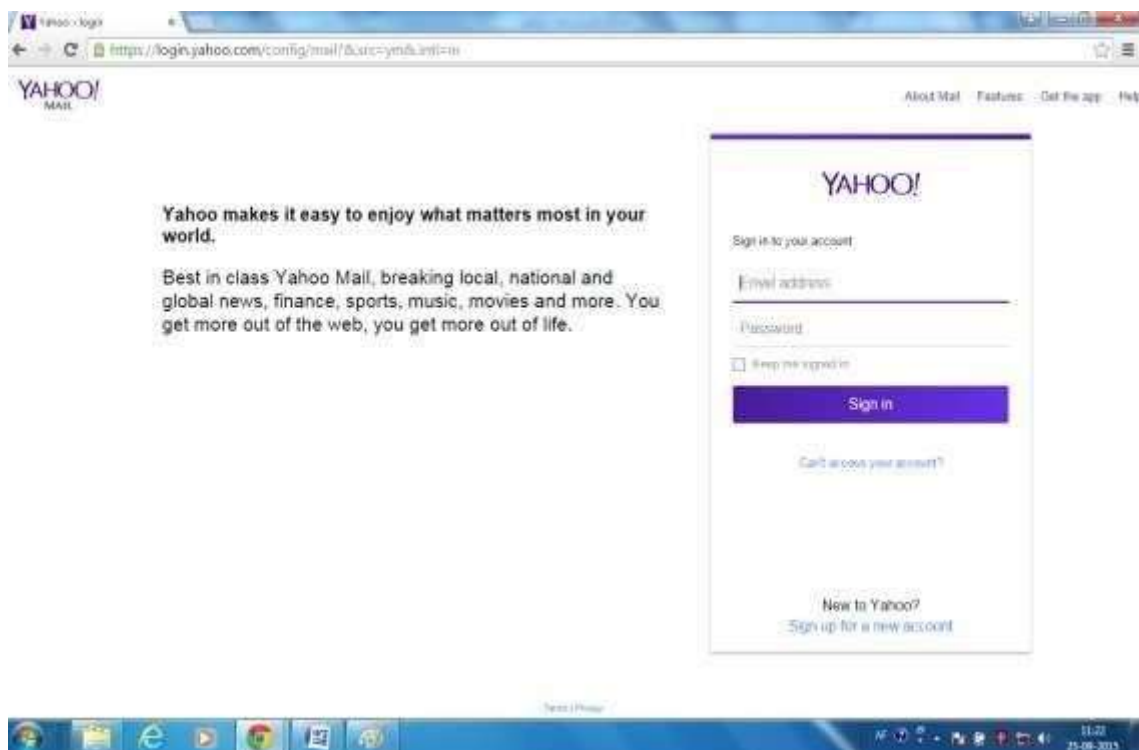 Yahoo - login
https://login.yahoo.com/config/mail?&.src=ym&.intl=in
YAHOO!
MAIL
About Mail Features Get the app Help
YAHOO!
Yahoo makes it easy to enjoy what matters most in your
world.
Best in class Yahoo Mail, breaking local, national and
global news, finance, sports, music, movies and more. You
get more out of the web, you get more out of life.
Sign in to your account
Email address
Password
Keep me signed in
Sign in
Can't access your account?
New to Yahoo?
Sign up for a new account
Terms | Privacy
11:22